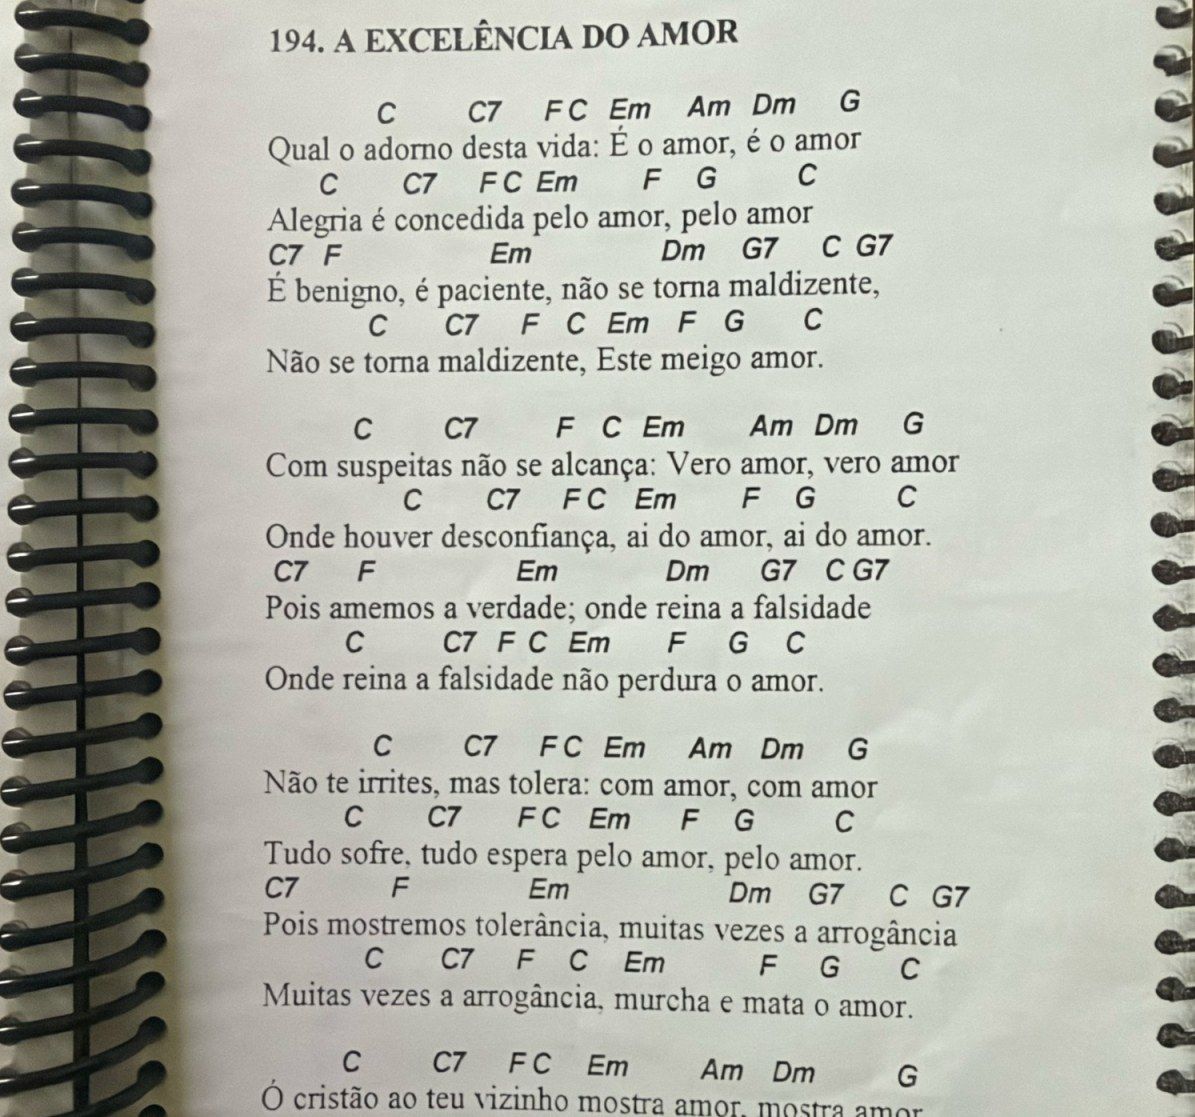 194. A EXCELÊNCIA DO AMOR
C C7 F C Em Am Dm G
Qual o adorno desta vida: É o amor, é o amor
C C7 F C Em F G C
Alegria é concedida pelo amor, pelo amor
C7 F Em Dm G7 C G7
É benigno, é paciente, não se torna maldizente,
C C7 F C Em F G C
Não se torna maldizente, Este meigo amor.
C C7 F C Em Am Dm G
Com suspeitas não se alcança: Vero amor, vero amor
C C7 F C Em F G C
Onde houver desconfiança, ai do amor, ai do amor.
C7 F Em Dm G7 C G7
Pois amemos a verdade; onde reina a falsidade
C C7 F C Em F G C
Onde reina a falsidade não perdura o amor.
C C7 F C Em Am Dm G
Não te irrites, mas tolera: com amor, com amor
C C7 F C Em F G C
Tudo sofre, tudo espera pelo amor, pelo amor.
C7 F Em Dm G7 C G7
Pois mostremos tolerância, muitas vezes a arrogância
C C7 F C Em F G C
Muitas vezes a arrogância, murcha e mata o amor.
C C7 F C Em Am Dm G
Ó cristão ao teu vizinho mostra amor, mostra amor